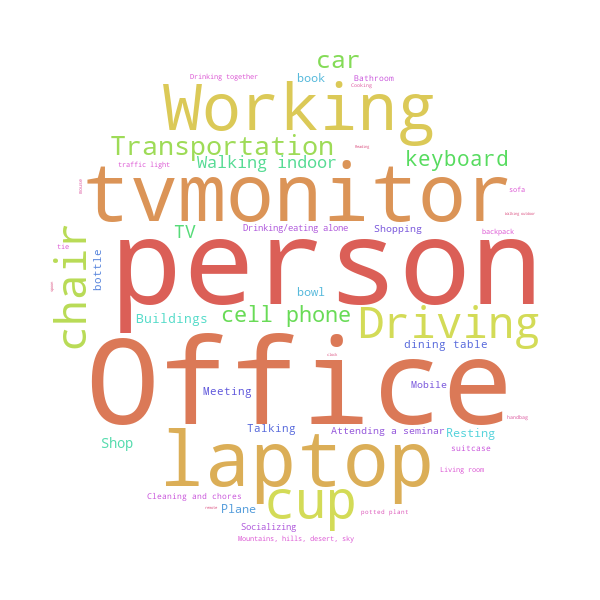 car
Drinking together
book
Bathroom
Cooking
Working
Transportation
Reading
keyboard
Walking indoor
traffic light
tvmonitor
mouse
sofa
Walking outdoor
TV
Drinking/eating alone
Shopping
backpack
person
chair
tie
bottle
bowl
cell phone
Driving
Buildings
dining table
clock
Office
Meeting
Mobile
handbag
Talking
Attending a seminar
Resting
Shop
laptop
suitcase
Living room
cup
Cleaning and chores
remote
Plane
potted plant
Socializing
Mountains, hills, desert, sky